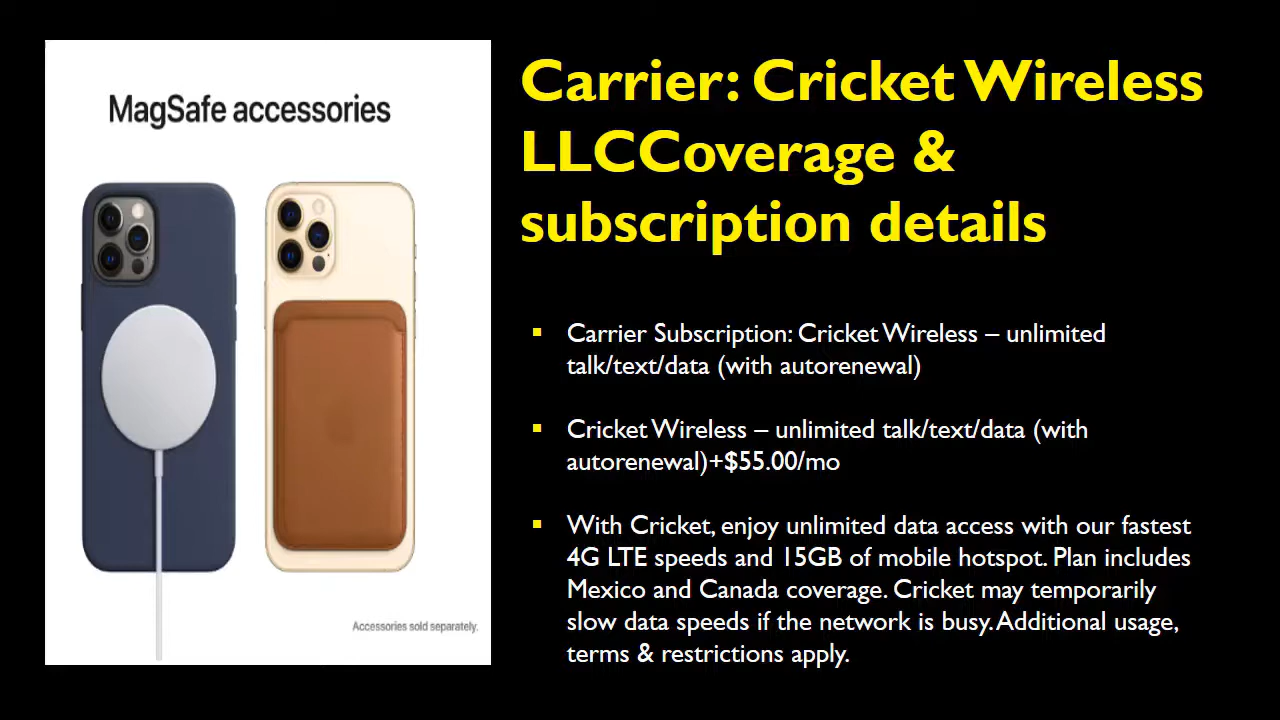 MagSafe accessories
Accessories sold separately.
Carrier: Cricket Wireless
LLCCoverage &
subscription details
▪ Carrier Subscription: Cricket Wireless – unlimited
talk/text/data (with autorenewal)
▪ Cricket Wireless – unlimited talk/text/data (with
autorenewal)+$55.00/mo
▪ With Cricket, enjoy unlimited data access with our fastest
4G LTE speeds and 15GB of mobile hotspot. Plan includes
Mexico and Canada coverage. Cricket may temporarily
slow data speeds if the network is busy. Additional usage,
terms & restrictions apply.